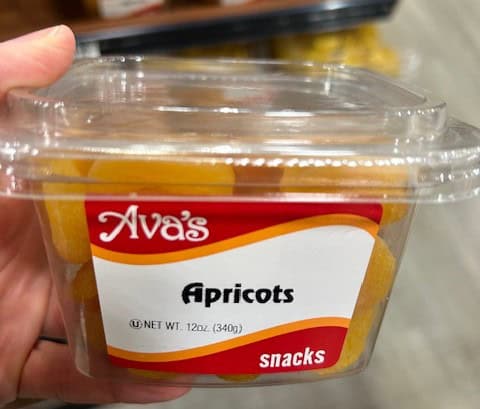 Ava's
Apricots
Ⓤ NET WT. 12oz. (340g)
snacks